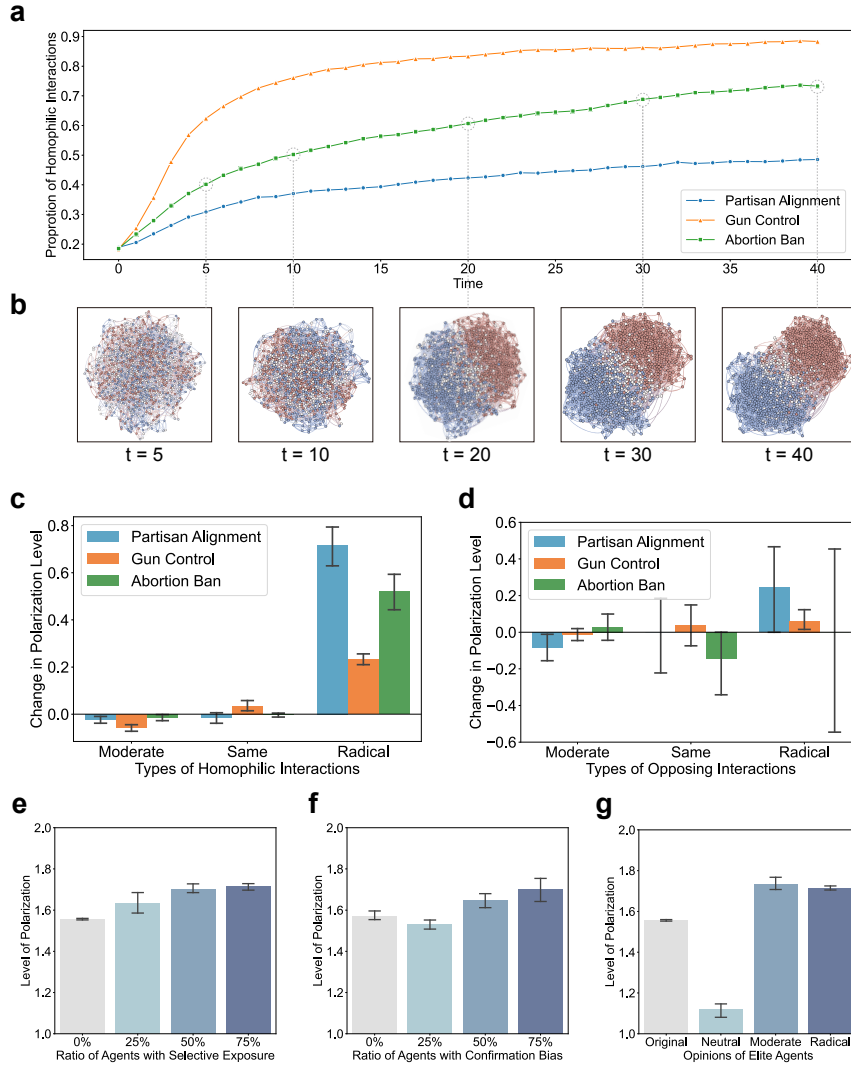 a
Proprotion of Homophilic Interactions
0.9
0.8
0.7
0.6
0.5
0.4
0.3
0.2
Partisan Alignment
Gun Control
Abortion Ban
0 5 10 15 20 25 30 35 40
Time
b
t = 5 t = 10 t = 20 t = 30 t = 40
c
Change in Polarization Level
0.8
0.6
0.4
0.2
0.0
Partisan Alignment
Gun Control
Abortion Ban
Moderate Same Radical
Types of Homophilic Interactions
d
Change in Polarization Level
0.6
0.4
0.2
0.0
−0.2
−0.4
−0.6
Partisan Alignment
Gun Control
Abortion Ban
Moderate Same Radical
Types of Opposing Interactions
e
Level of Polarization
2.0
1.8
1.6
1.4
1.2
1.0
0% 25% 50% 75%
Ratio of Agents with Selective Exposure
f
Level of Polarization
2.0
1.8
1.6
1.4
1.2
1.0
0% 25% 50% 75%
Ratio of Agents with Confirmation Bias
g
Level of Polarization
2.0
1.8
1.6
1.4
1.2
1.0
Original Neutral Moderate Radical
Opinions of Elite Agents